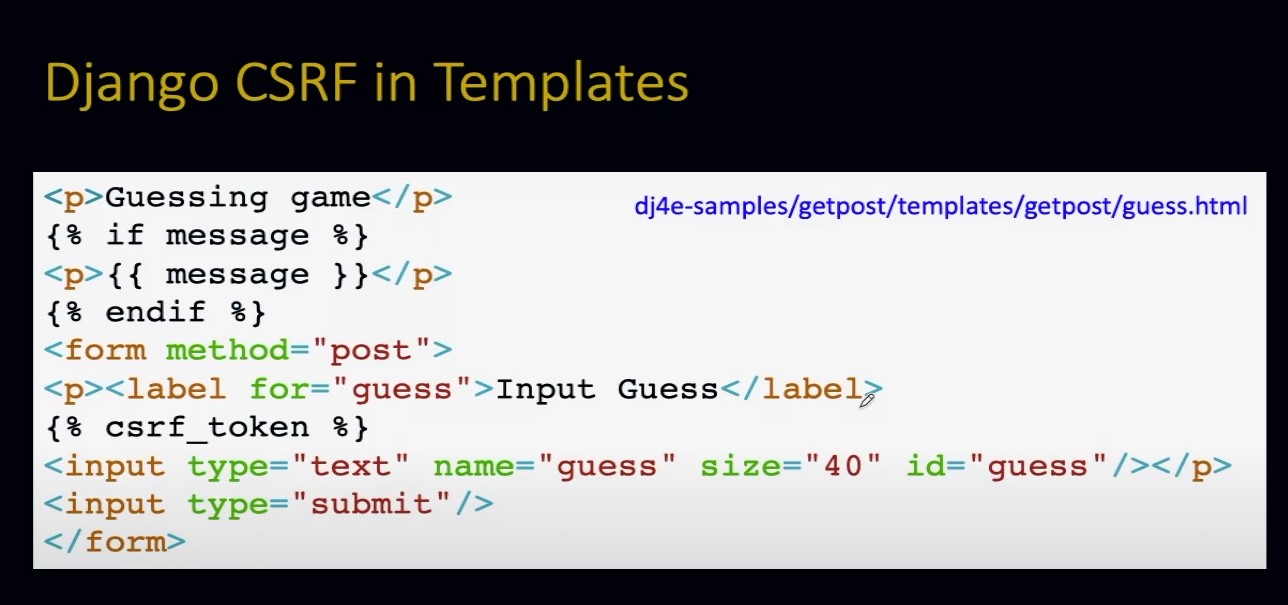 Django CSRF in Templates
dj4e-samples/getpost/templates/getpost/guess.html
<p>Guessing game</p>
{% if message %}
<p>{{ message }}</p>
{% endif %}
<form method="post">
<p><label for="guess">Input Guess</label>
{% csrf_token %}
<input type="text" name="guess" size="40" id="guess"/></p>
<input type="submit"/>
</form>